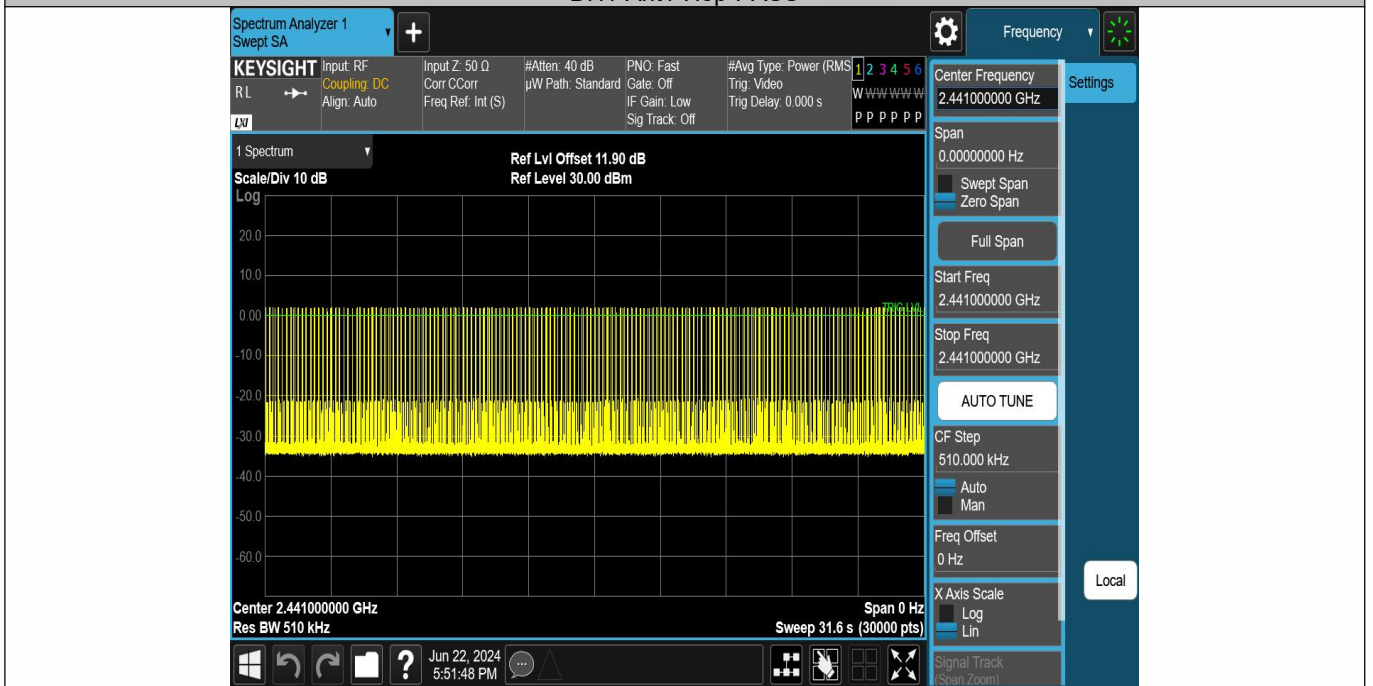 Spectrum Analyzer 1
Swept SA
+
Frequency
KEYSIGHT
RL
LXI
Input: RF
Coupling: DC
Align: Auto
Input Z: 50 Ω
Corr CCorr
Freq Ref: Int (S)
#Atten: 40 dB
µW Path: Standard
PNO: Fast
Gate: Off
IF Gain: Low
Sig Track: Off
#Avg Type: Power (RMS
Trig: Video
Trig Delay: 0.000 s
1 2 3 4 5 6
W W W W W W
P P P P P P
Center Frequency
2.441000000 GHz
Settings
1 Spectrum
Scale/Div 10 dB
Ref Lvl Offset 11.90 dB
Ref Level 30.00 dBm
Log
20.0
10.0
0.00
-10.0
-20.0
-30.0
-40.0
-50.0
-60.0
TRIG LVL
Center 2.441000000 GHz
Span 0 Hz
Res BW 510 kHz
Sweep 31.6 s (30000 pts)
Span
0.00000000 Hz
Swept Span
Zero Span
Full Span
Start Freq
2.441000000 GHz
Stop Freq
2.441000000 GHz
AUTO TUNE
CF Step
510.000 kHz
Auto
Man
Freq Offset
0 Hz
X Axis Scale
Log
Lin
Signal Track
(Span Zoom)
Local
?
Jun 22, 2024
5:51:48 PM